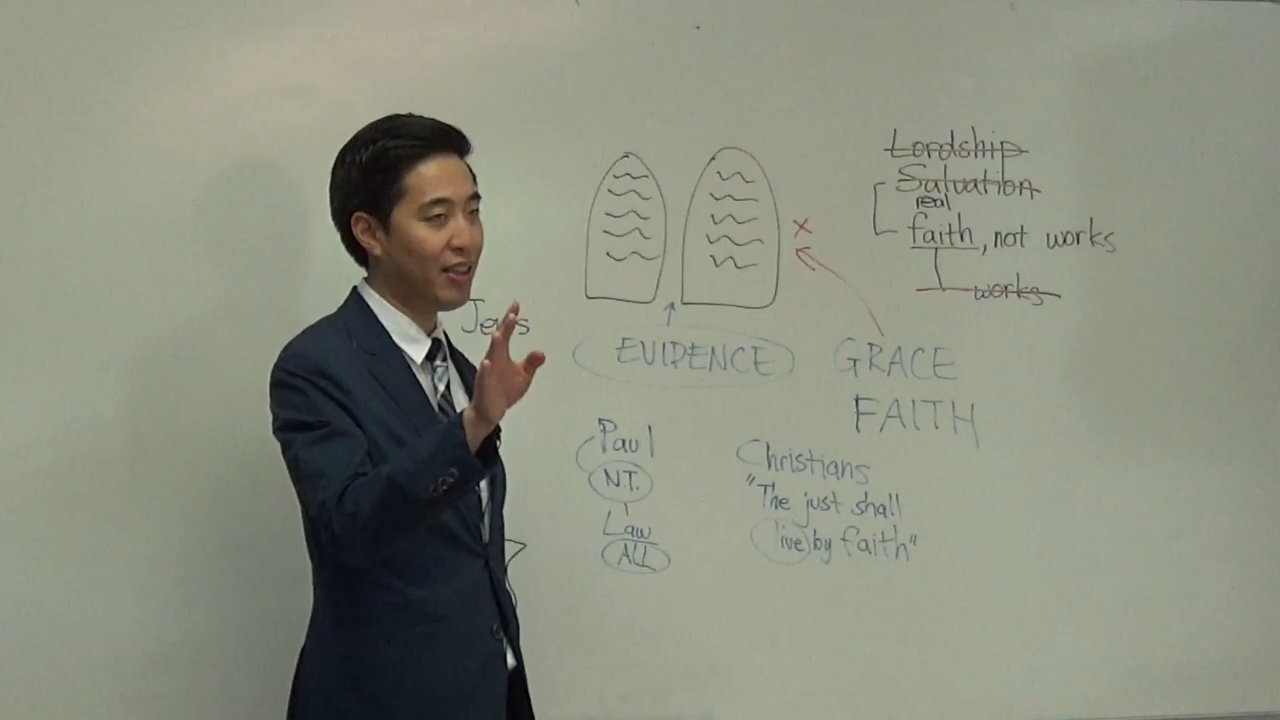 Lordship
Salvation
real
faith, not works
works
Jews
EVIDENCE
GRACE
FAITH
Paul
N.T.
Law
ALL
Christians
"The just shall
live by faith"